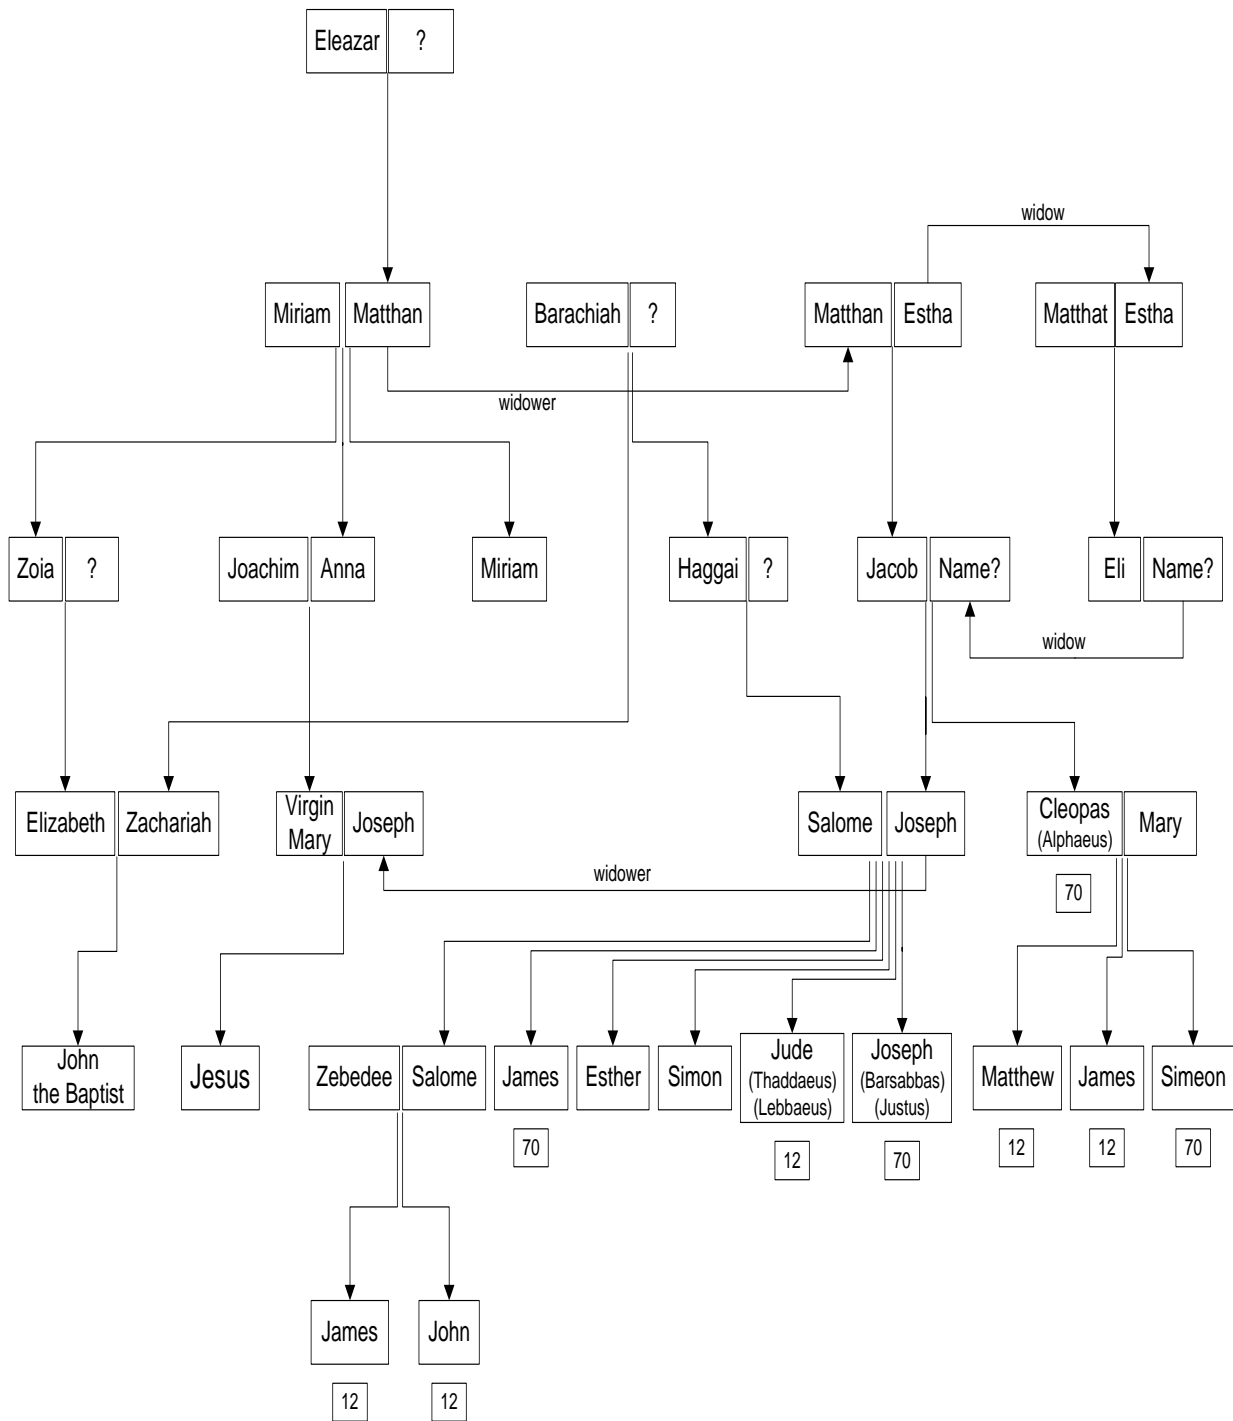 Eleazar ?
widow
Miriam Matthan Barachiah ? Matthan Estha Matthat Estha
widower
Zoia ? Joachim Anna Miriam Haggai ? Jacob Name? Eli Name?
widow
Elizabeth Zachariah
Virgin
Mary
Joseph
Salome Joseph
Cleopas
(Alphaeus)
Mary
widower
70
John
the Baptist
Jesus
Zebedee Salome James Esther Simon
Jude
(Thaddaeus)
(Lebbaeus)
Joseph
(Barsabbas)
(Justus)
Matthew James Simeon
70 12 70 12 12 70
James John
12 12